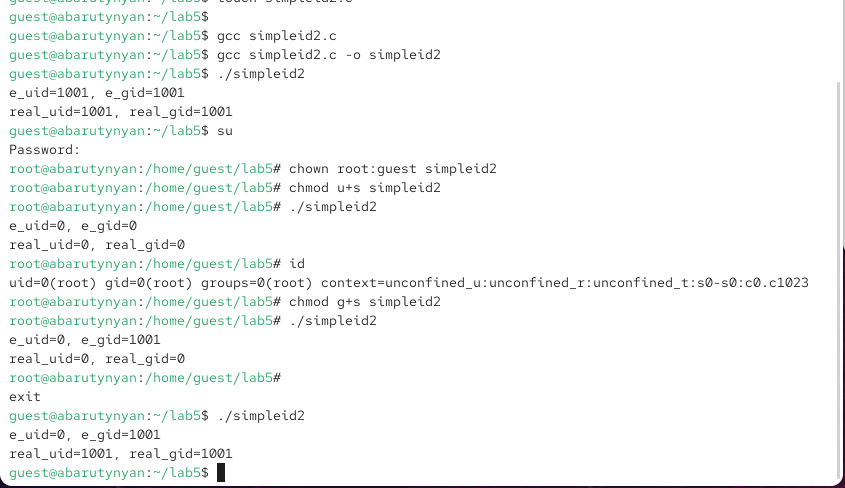 guest@abarutynyan:~/lab5$
guest@abarutynyan:~/lab5$ gcc simpleid2.c
guest@abarutynyan:~/lab5$ gcc simpleid2.c -o simpleid2
guest@abarutynyan:~/lab5$ ./simpleid2
e_uid=1001, e_gid=1001
real_uid=1001, real_gid=1001
guest@abarutynyan:~/lab5$ su
Password:
root@abarutynyan:/home/guest/lab5# chown root:guest simpleid2
root@abarutynyan:/home/guest/lab5# chmod u+s simpleid2
root@abarutynyan:/home/guest/lab5# ./simpleid2
e_uid=0, e_gid=0
real_uid=0, real_gid=0
root@abarutynyan:/home/guest/lab5# id
uid=0(root) gid=0(root) groups=0(root) context=unconfined_u:unconfined_r:unconfined_t:s0-s0:c0.c1023
root@abarutynyan:/home/guest/lab5# chmod g+s simpleid2
root@abarutynyan:/home/guest/lab5# ./simpleid2
e_uid=0, e_gid=1001
real_uid=0, real_gid=0
root@abarutynyan:/home/guest/lab5#
exit
guest@abarutynyan:~/lab5$ ./simpleid2
e_uid=0, e_gid=1001
real_uid=1001, real_gid=1001
guest@abarutynyan:~/lab5$